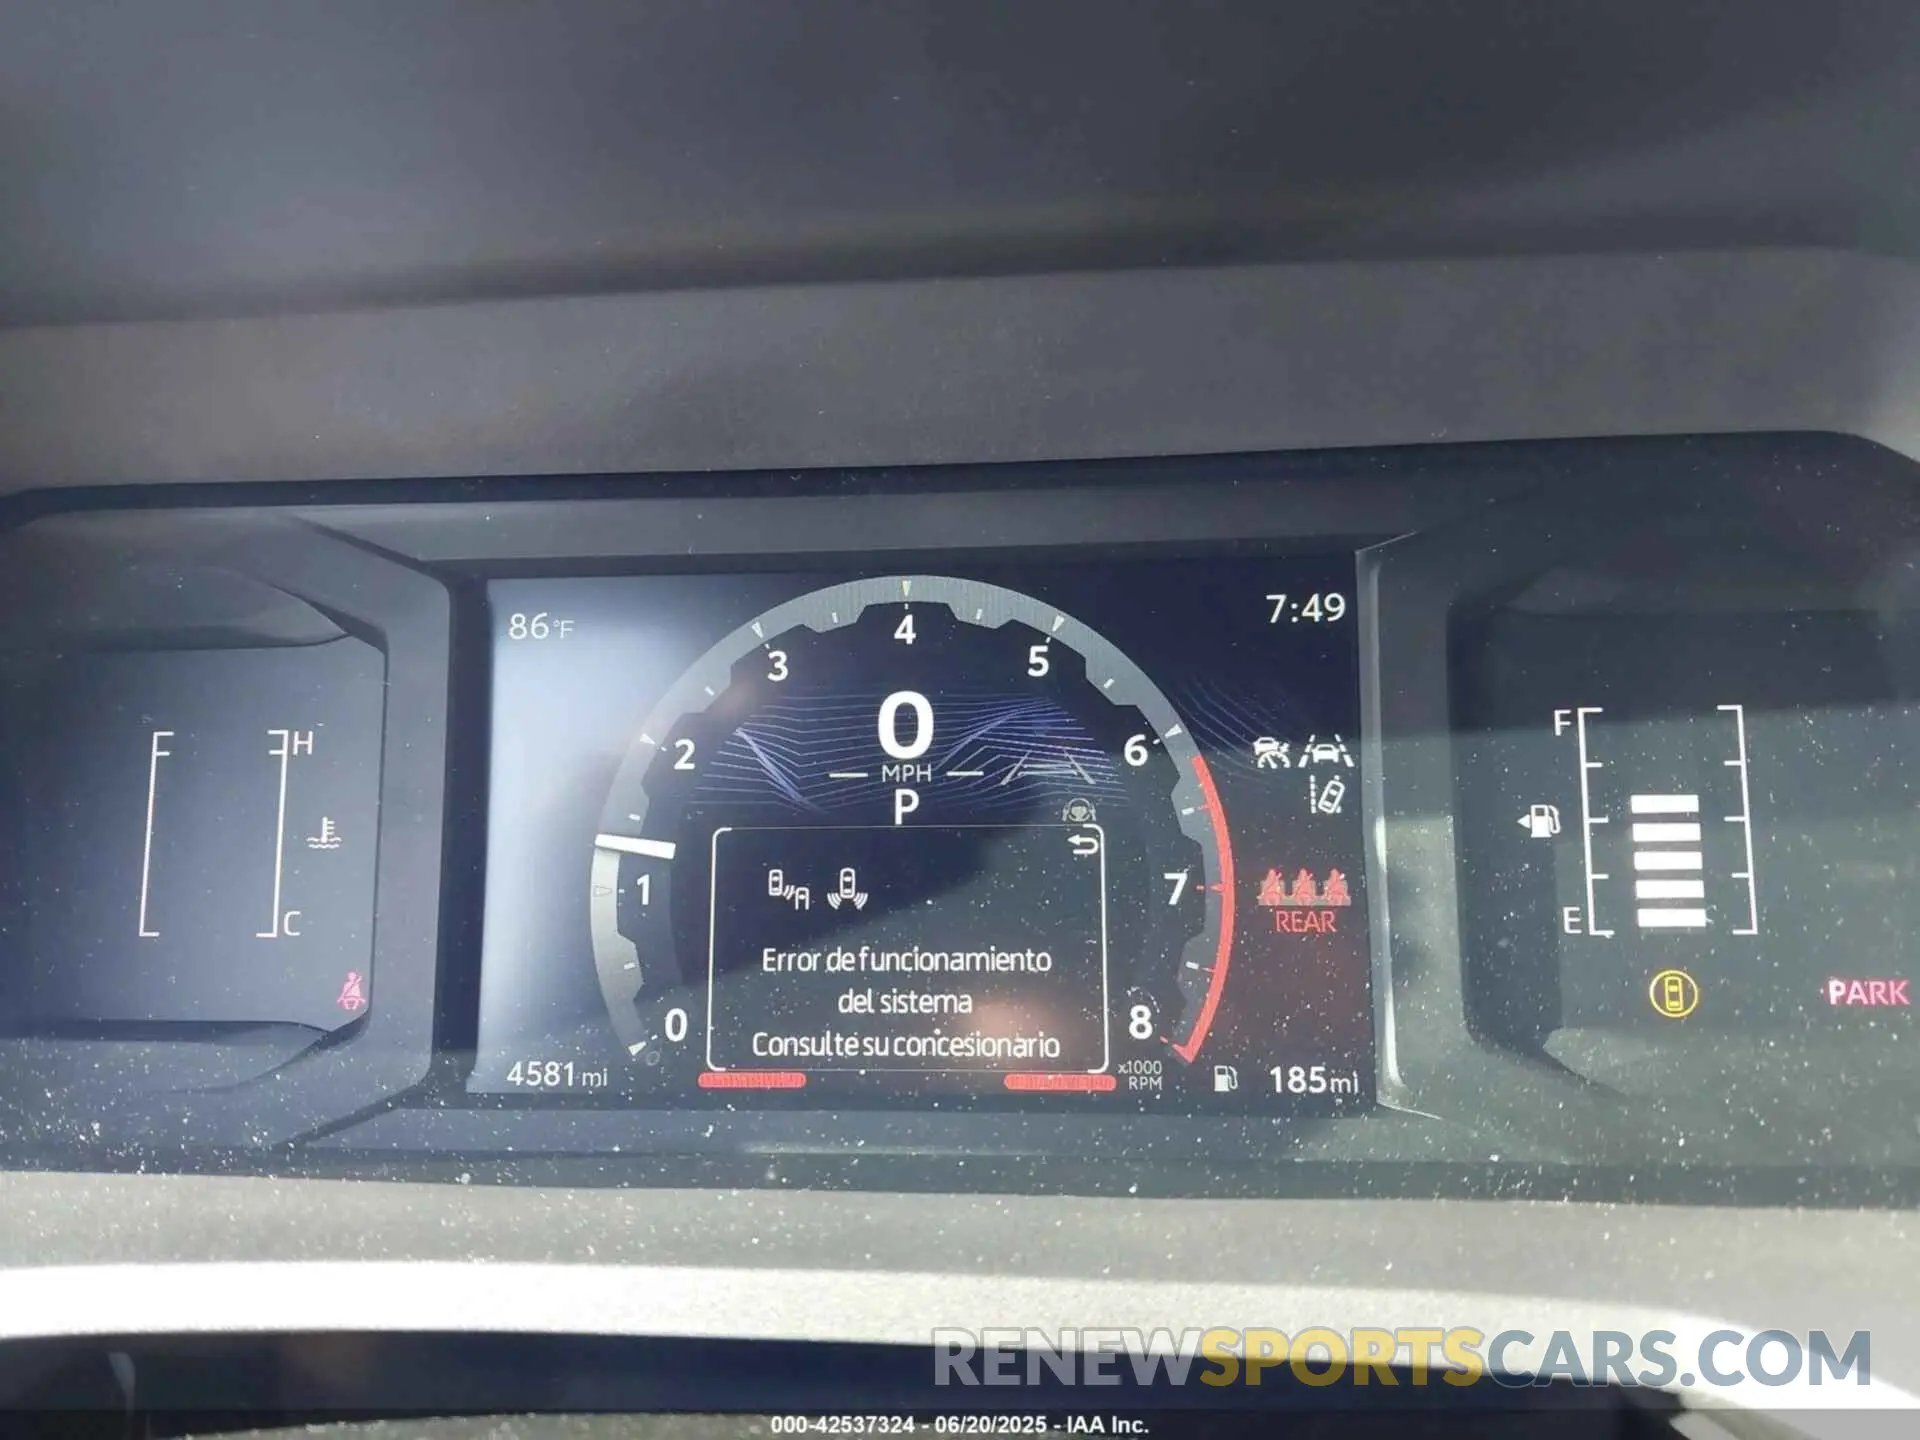 86°F
7:49
4
3
5
2
6
0
MPH
P
F
H
F
1
7
REAR
C
E
Error de funcionamiento
del sistema
Consulte su concesionario
PARK
0
8
4581 mi
x1000
RPM
185 mi
RENEWSPORTSCARS.COM
000-42537324 - 06/20/2025 - IAA Inc.